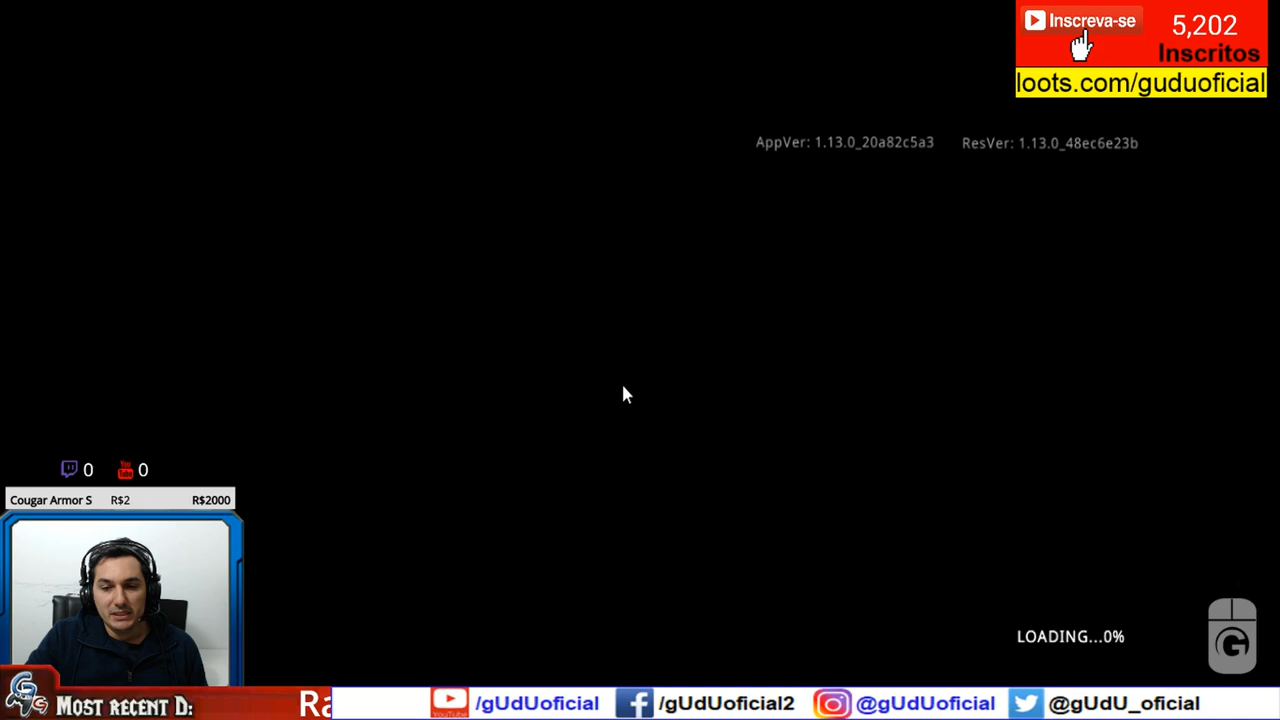 Inscreva-se
5,202
Inscritos
loots.com/guduoficial
AppVer: 1.13.0_20a82c5a3 ResVer: 1.13.0_48ec6e23b
0 0
Cougar Armor S R$2 R$2000
LOADING...0%
MOST RECENT D: Ra
/gUdUoficial /gUdUoficial2 @gUdUoficial @gUdU_oficial